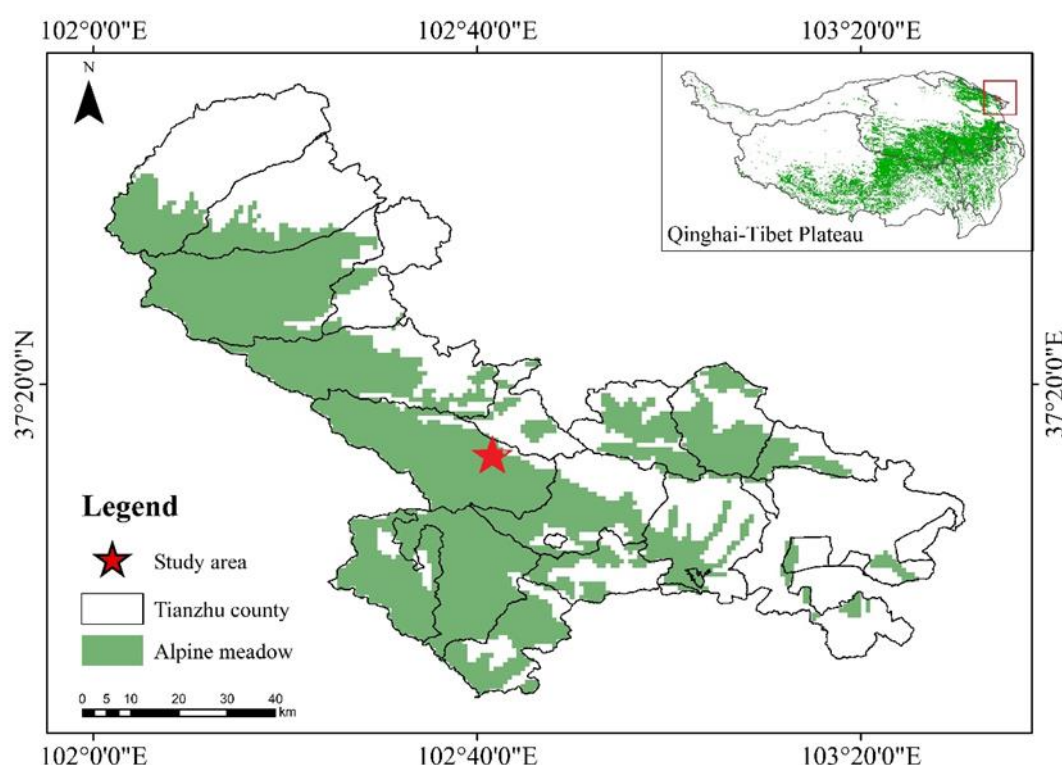 102°0'0"E 102°40'0"E 103°20'0"E
N
Qinghai-Tibet Plateau
37°20'0"N
37°20'0"E
Legend
Study area
Tianzhu county
Alpine meadow
0 5 10 20 30 40
km
102°0'0"E 102°40'0"E 103°20'0"E